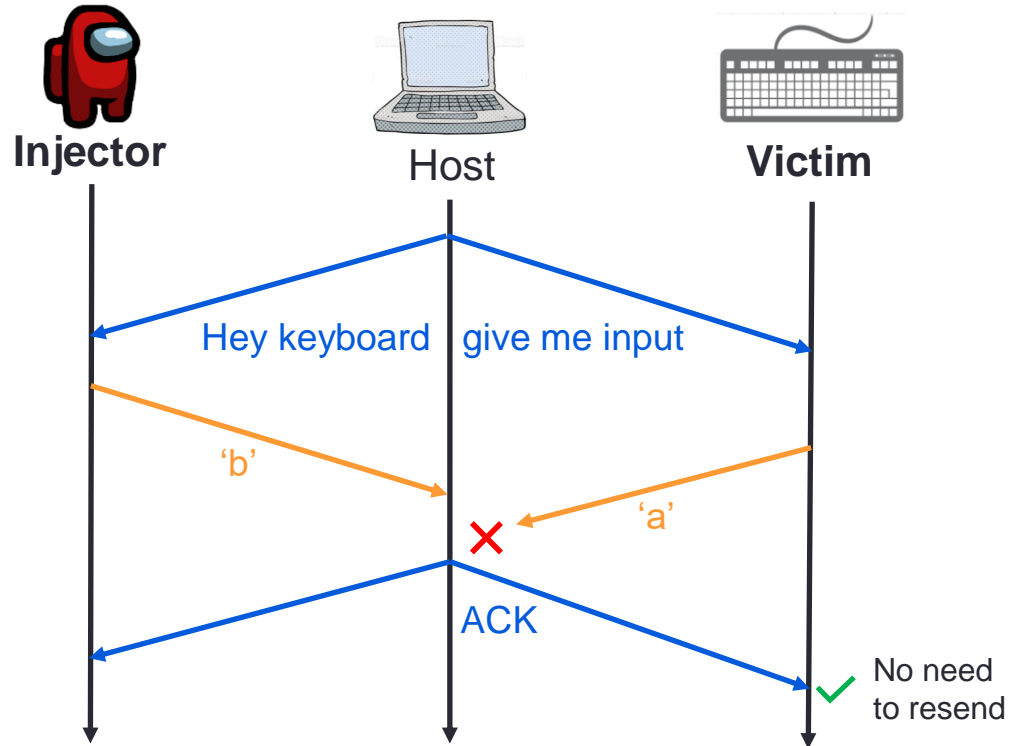 Injector
Host
Victim
Hey keyboard give me input
‘b’
‘a’
ACK
No need
to resend